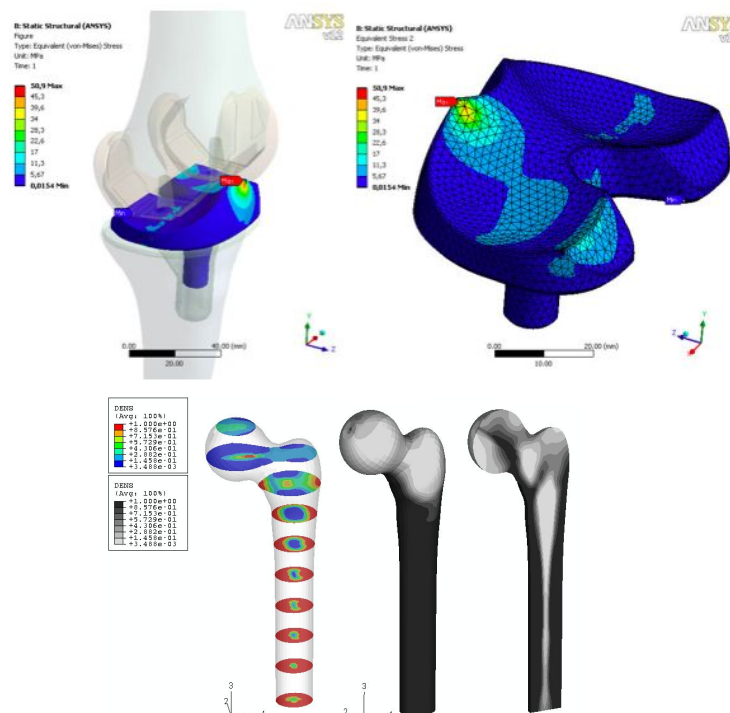 B: Static Structural (ANSYS)
Figure
Type: Equivalent (von-Mises) Stress
Unit: MPa
Time: 1
50,9 Max
45,3
39,6
34
28,3
22,6
17
11,3
5,67
0,0154 Min
ANSYS
Max
Min
0.00
40.00 (mm)
20.00
Y
Z
B: Static Structural (ANSYS)
Equivalent Stress 2
Type: Equivalent (von-Mises) Stress
Unit: MPa
Time: 1
50,9 Max
45,3
39,6
34
28,3
22,6
17
11,3
5,67
0,0154 Min
ANSYS
Max
Min
0.00
20.00 (mm)
10.00
Y
Z
DENS
(Avg: 100%)
+1.000e+00
+8.576e-01
+7.153e-01
+5.729e-01
+4.306e-01
+2.882e-01
+1.458e-01
+3.488e-03
DENS
(Avg: 100%)
+1.000e+00
+8.576e-01
+7.153e-01
+5.729e-01
+4.306e-01
+2.882e-01
+1.458e-01
+3.488e-03
3
2
3
2